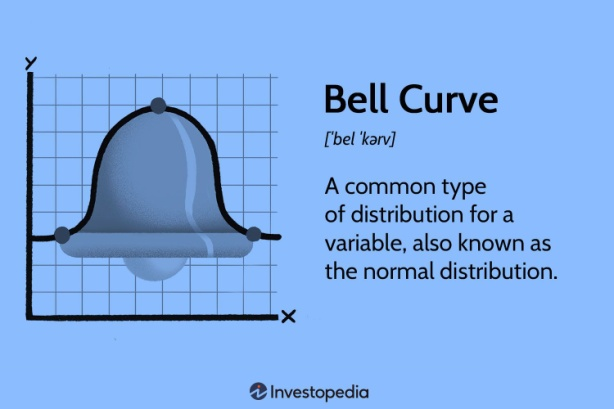 Y
Bell Curve
['bel 'kərv]
A common type
of distribution for a
variable, also known as
the normal distribution.
X
Investopedia